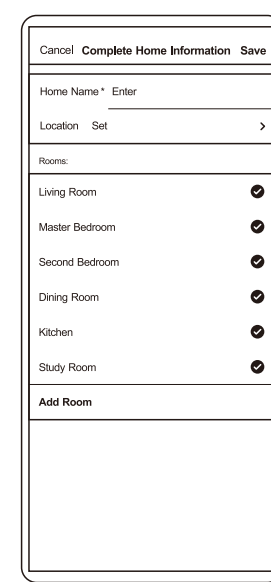 Cancel Complete Home Information Save
Home Name* Enter
Location Set
Rooms:
Living Room
Master Bedroom
Second Bedroom
Dining Room
Kitchen
Study Room
Add Room